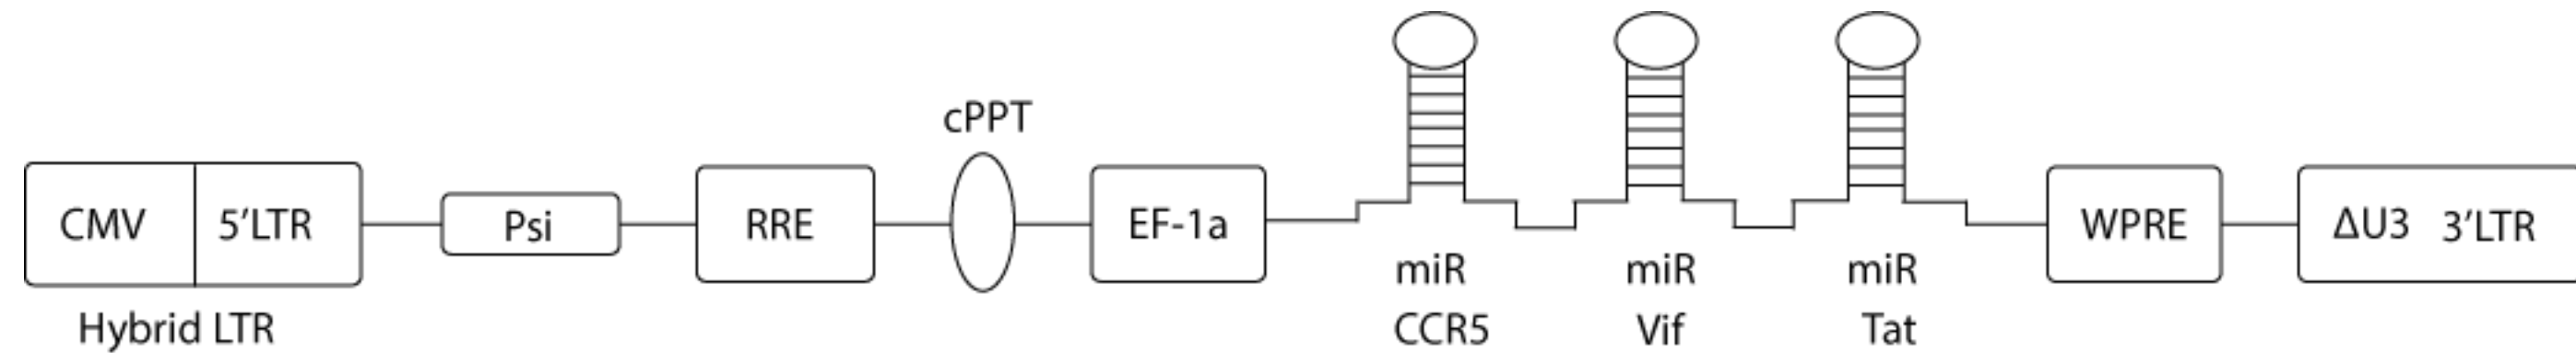 cPPT
CMV 5'LTR Psi RRE EF-1a WPRE ΔU3 3'LTR
miR miR miR
Hybrid LTR CCR5 Vif Tat